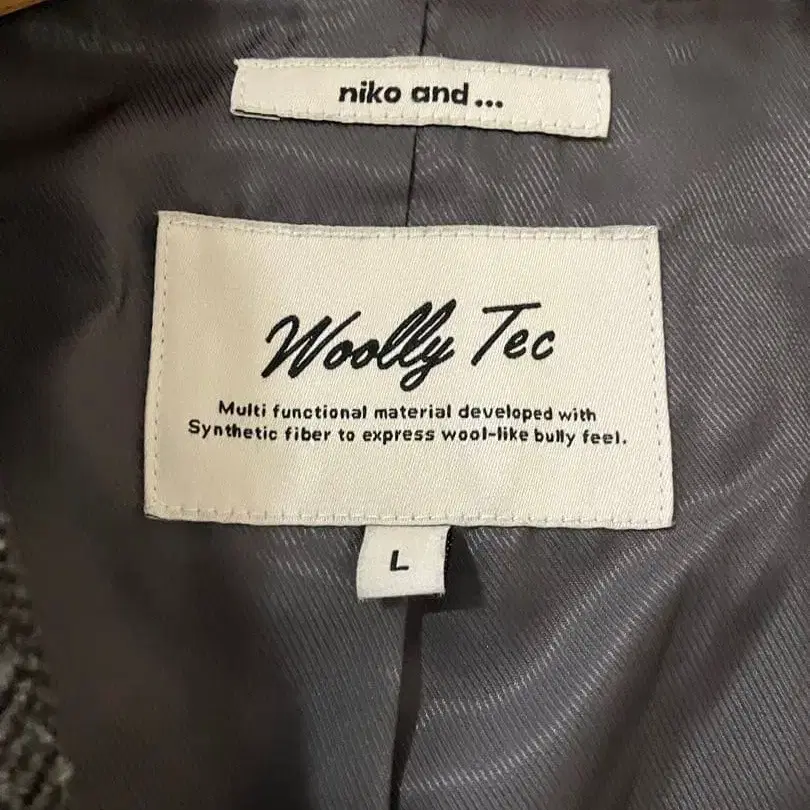 niko and...
Woolly Tec
Multi functional material developed with
Synthetic fiber to express wool-like bully feel.
L